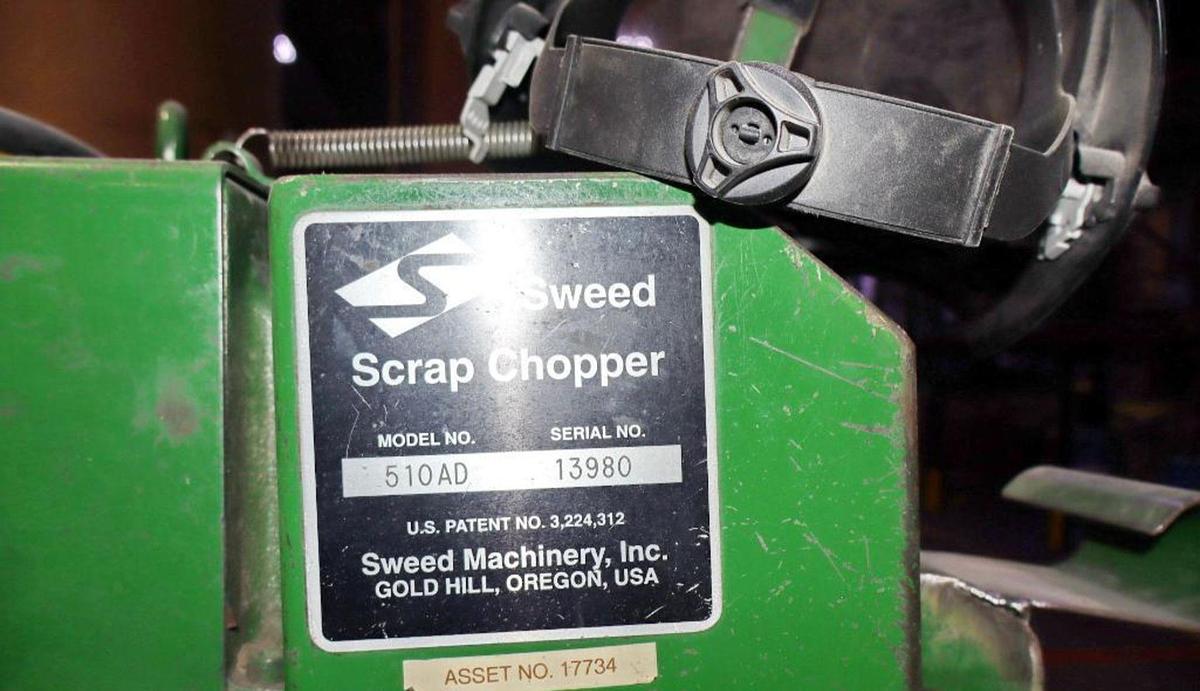 Sweed
Scrap Chopper
MODEL NO. SERIAL NO.
510AD 13980
U.S. PATENT NO. 3,224,312
Sweed Machinery, Inc.
GOLD HILL, OREGON, USA
ASSET NO. 17734